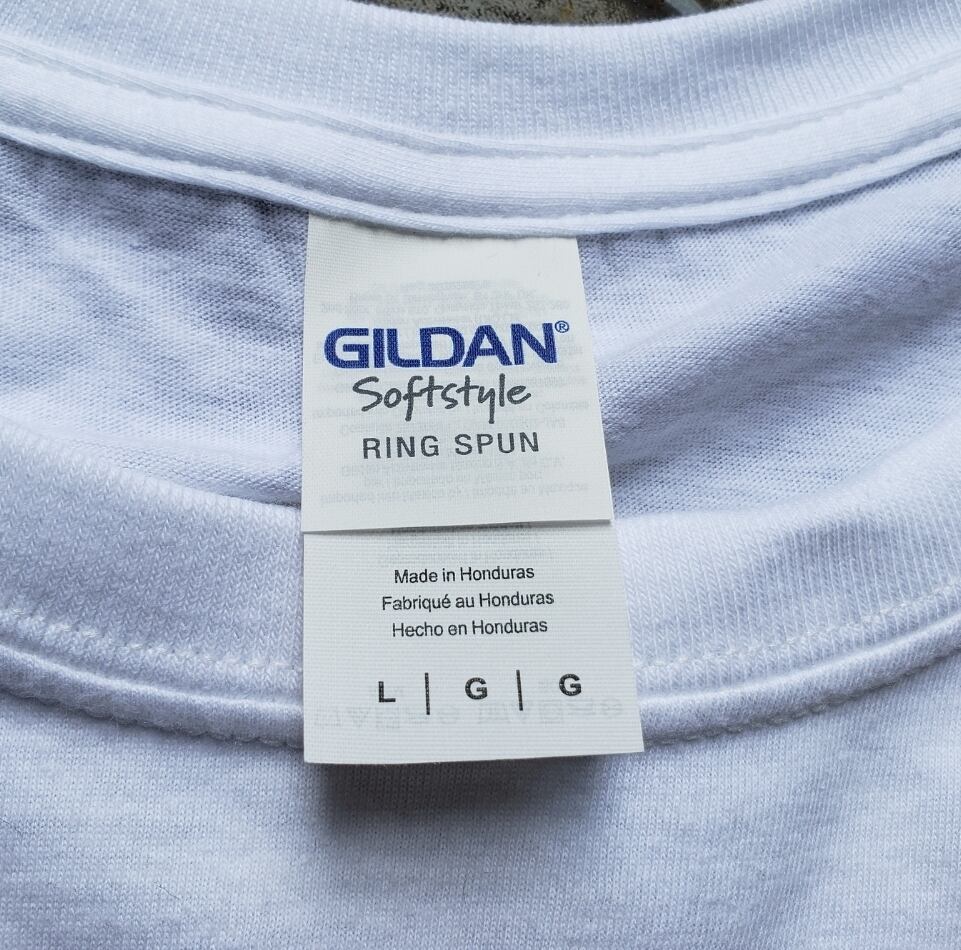 GILDAN®
Softstyle
RING SPUN
Made in Honduras
Fabriqué au Honduras
Hecho en Honduras
L | G | G